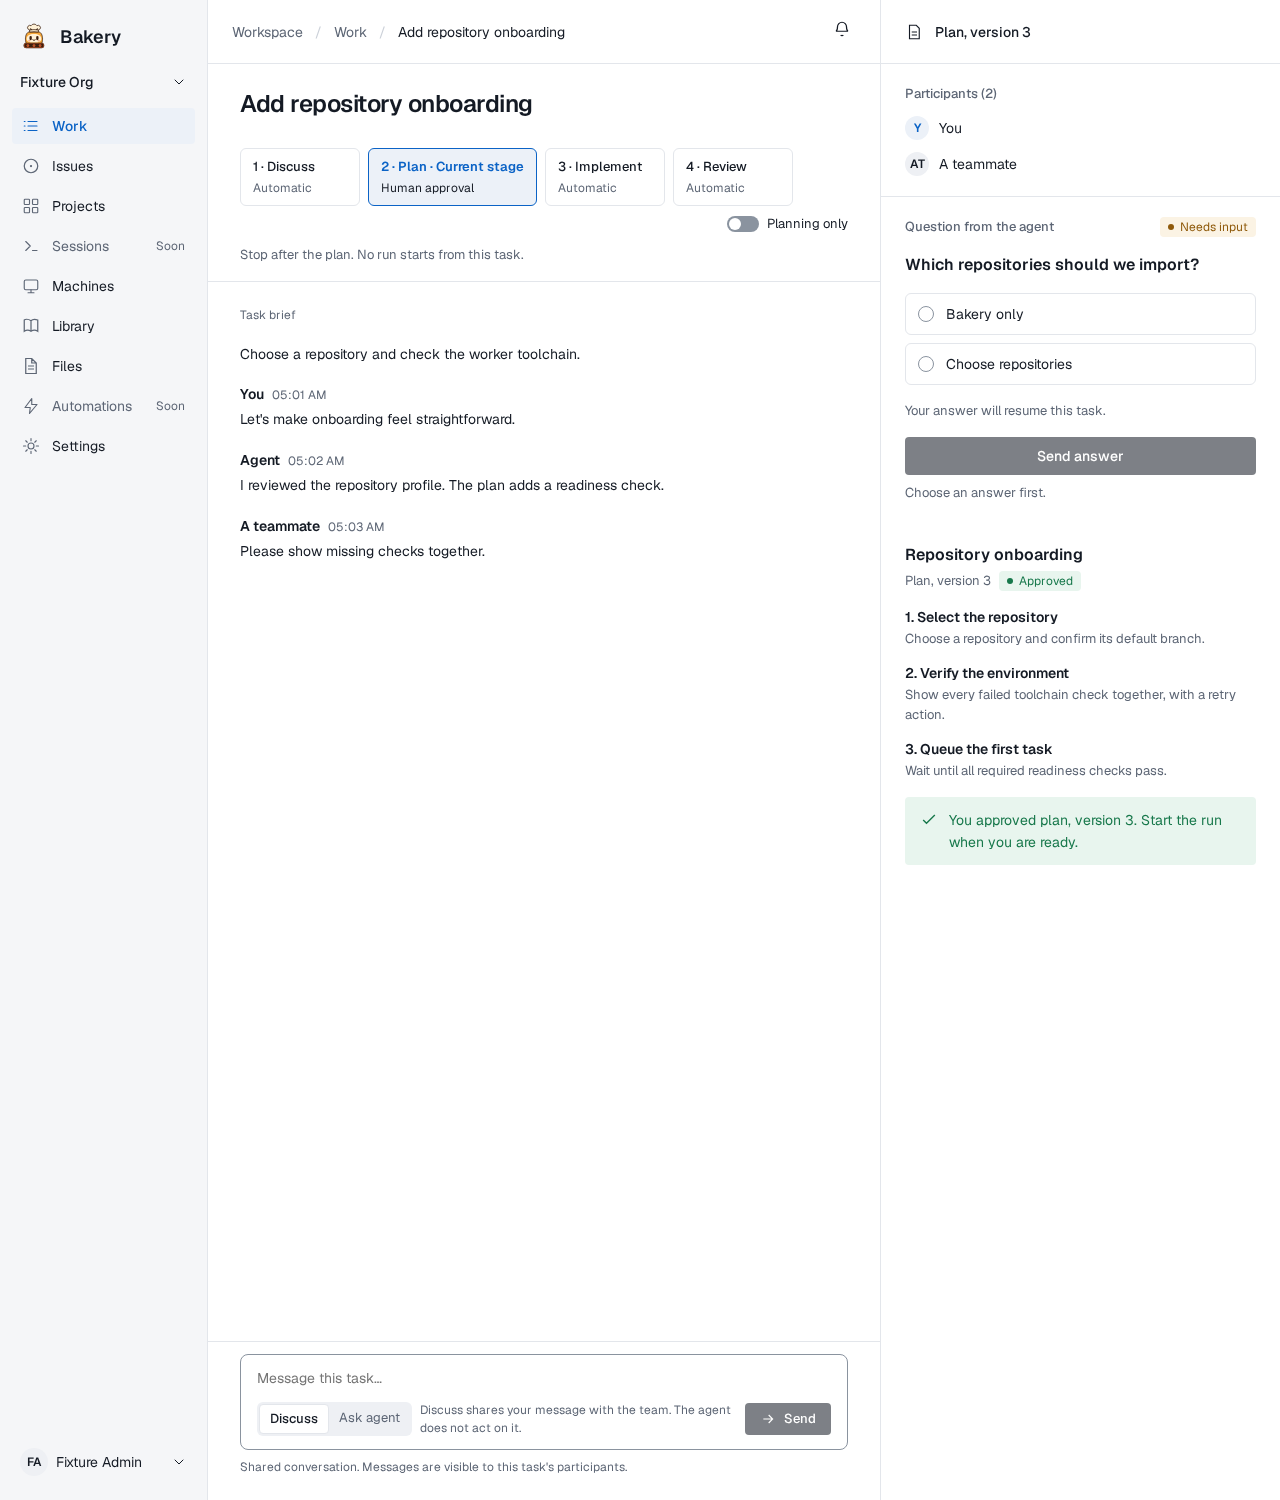 Bakery
Fixture Org
Work
Issues
Projects
Sessions Soon
Machines
Library
Files
Automations Soon
Settings
FA Fixture Admin
Workspace / Work / Add repository onboarding
Add repository onboarding
1 · Discuss
Automatic
2 · Plan · Current stage
Human approval
3 · Implement
Automatic
4 · Review
Automatic
Planning only
Stop after the plan. No run starts from this task.
Task brief
Choose a repository and check the worker toolchain.
You 05:01 AM
Let's make onboarding feel straightforward.
Agent 05:02 AM
I reviewed the repository profile. The plan adds a readiness check.
A teammate 05:03 AM
Please show missing checks together.
Message this task...
Discuss Ask agent
Discuss shares your message with the team. The agent
does not act on it.
Send
Shared conversation. Messages are visible to this task's participants.
Plan, version 3
Participants (2)
Y You
AT A teammate
Question from the agent Needs input
Which repositories should we import?
Bakery only
Choose repositories
Your answer will resume this task.
Send answer
Choose an answer first.
Repository onboarding
Plan, version 3 Approved
1. Select the repository
Choose a repository and confirm its default branch.
2. Verify the environment
Show every failed toolchain check together, with a retry
action.
3. Queue the first task
Wait until all required readiness checks pass.
You approved plan, version 3. Start the run
when you are ready.